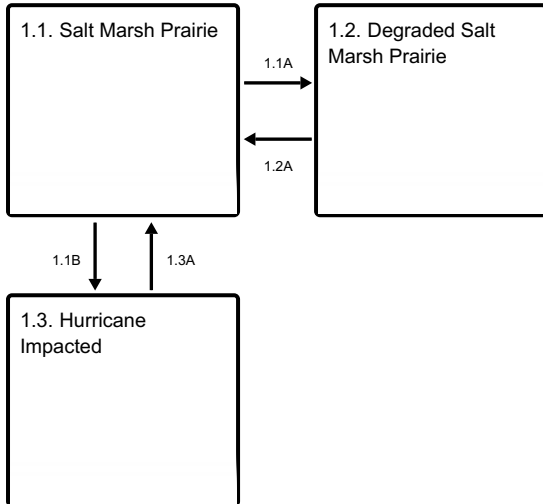 1.1. Salt Marsh Prairie
1.2. Degraded Salt
Marsh Prairie
1.1A
1.2A
1.1B
1.3A
1.3. Hurricane
Impacted